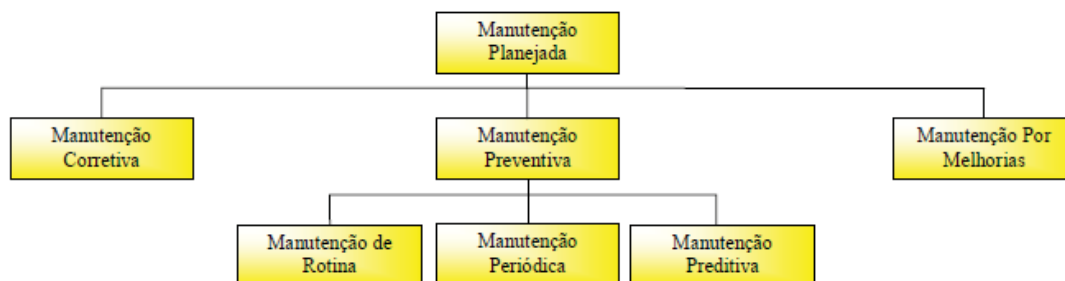 Manutenção
Planejada
Manutenção
Corretiva
Manutenção
Preventiva
Manutenção Por
Melhorias
Manutenção de
Rotina
Manutenção
Periódica
Manutenção
Preditiva